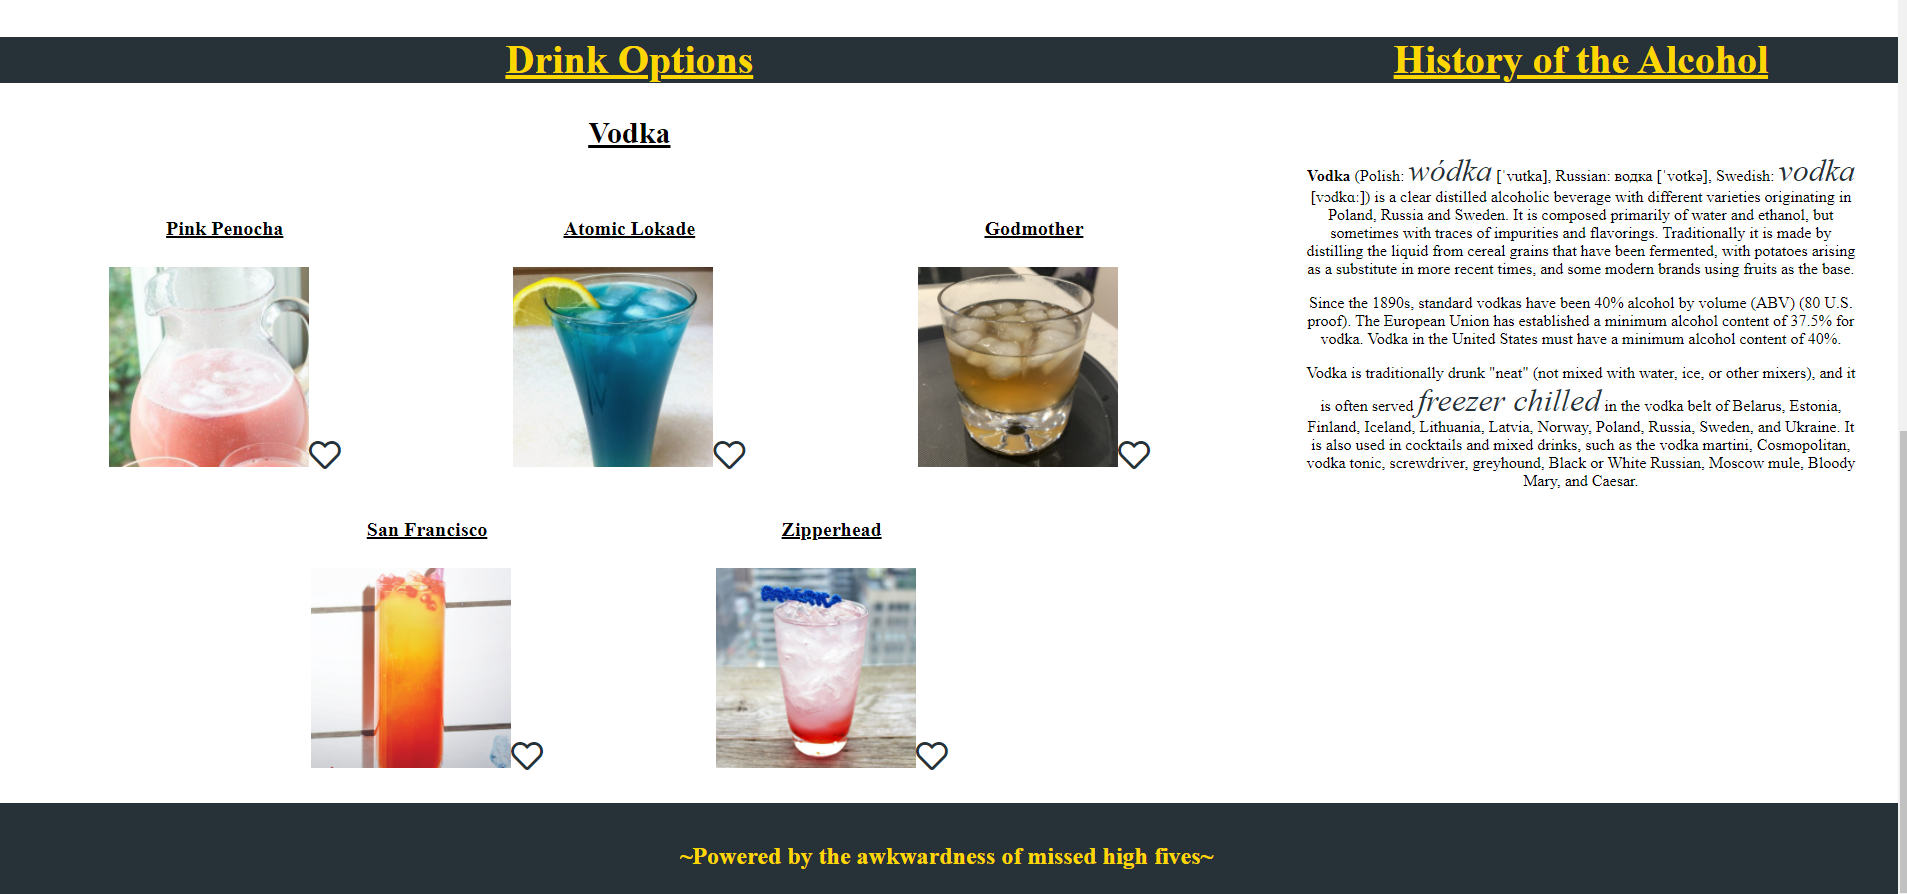 Drink Options
History of the Alcohol
Vodka
Pink Penocha
Atomic Lokade
Godmother
San Francisco
Zipperhead
Vodka (Polish: wódka [ˈvutka], Russian: водка [ˈvotkə], Swedish: vodka
[vɔdkɑː]) is a clear distilled alcoholic beverage with different varieties originating in
Poland, Russia and Sweden. It is composed primarily of water and ethanol, but
sometimes with traces of impurities and flavorings. Traditionally it is made by
distilling the liquid from cereal grains that have been fermented, with potatoes arising
as a substitute in more recent times, and some modern brands using fruits as the base.
Since the 1890s, standard vodkas have been 40% alcohol by volume (ABV) (80 U.S.
proof). The European Union has established a minimum alcohol content of 37.5% for
vodka. Vodka in the United States must have a minimum alcohol content of 40%.
Vodka is traditionally drunk "neat" (not mixed with water, ice, or other mixers), and it
is often served freezer chilled in the vodka belt of Belarus, Estonia,
Finland, Iceland, Lithuania, Latvia, Norway, Poland, Russia, Sweden, and Ukraine. It
is also used in cocktails and mixed drinks, such as the vodka martini, Cosmopolitan,
vodka tonic, screwdriver, greyhound, Black or White Russian, Moscow mule, Bloody
Mary, and Caesar.
~Powered by the awkwardness of missed high fives~